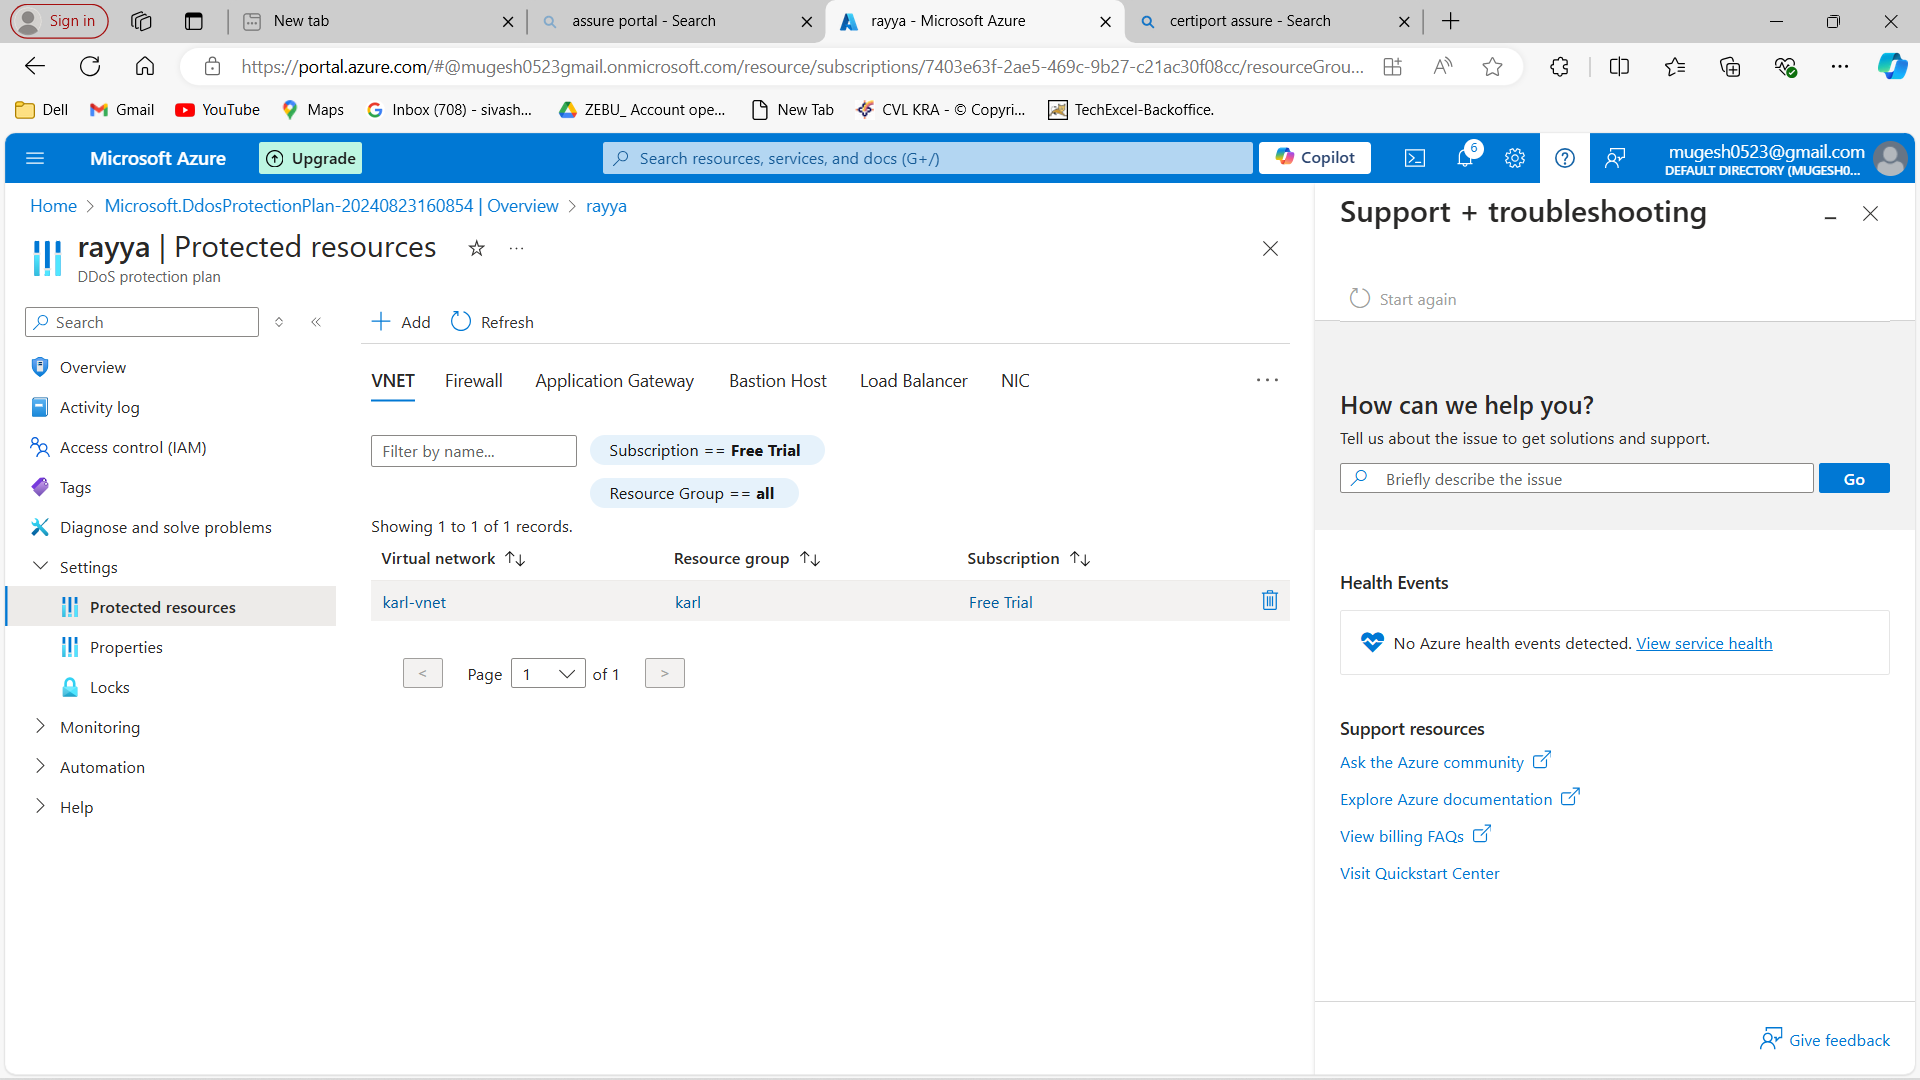 Sign in
New tab
assure portal - Search
rayya - Microsoft Azure
certiport assure - Search
https://portal.azure.com/#@mugesh0523gmail.onmicrosoft.com/resource/subscriptions/7403e63f-2ae5-469c-9b27-c21ac30f08cc/resourceGrou...
Dell
Gmail
YouTube
Maps
Inbox (708) - sivash...
ZEBU_ Account ope...
New Tab
CVL KRA - © Copyri...
TechExcel-Backoffice.
Microsoft Azure
Upgrade
Search resources, services, and docs (G+/)
Copilot
6
mugesh0523@gmail.com
DEFAULT DIRECTORY (MUGESH0...
Home > Microsoft.DdosProtectionPlan-20240823160854 | Overview > rayya
rayya | Protected resources
DDoS protection plan
Search
Overview
Activity log
Access control (IAM)
Tags
Diagnose and solve problems
Settings
Protected resources
Properties
Locks
Monitoring
Automation
Help
Add
Refresh
VNET
Firewall
Application Gateway
Bastion Host
Load Balancer
NIC
Filter by name...
Subscription == Free Trial
Resource Group == all
Showing 1 to 1 of 1 records.
Virtual network
Resource group
Subscription
karl-vnet
karl
Free Trial
< Page 1 of 1 >
Support + troubleshooting
Start again
How can we help you?
Tell us about the issue to get solutions and support.
Briefly describe the issue
Go
Health Events
No Azure health events detected. View service health
Support resources
Ask the Azure community
Explore Azure documentation
View billing FAQs
Visit Quickstart Center
Give feedback